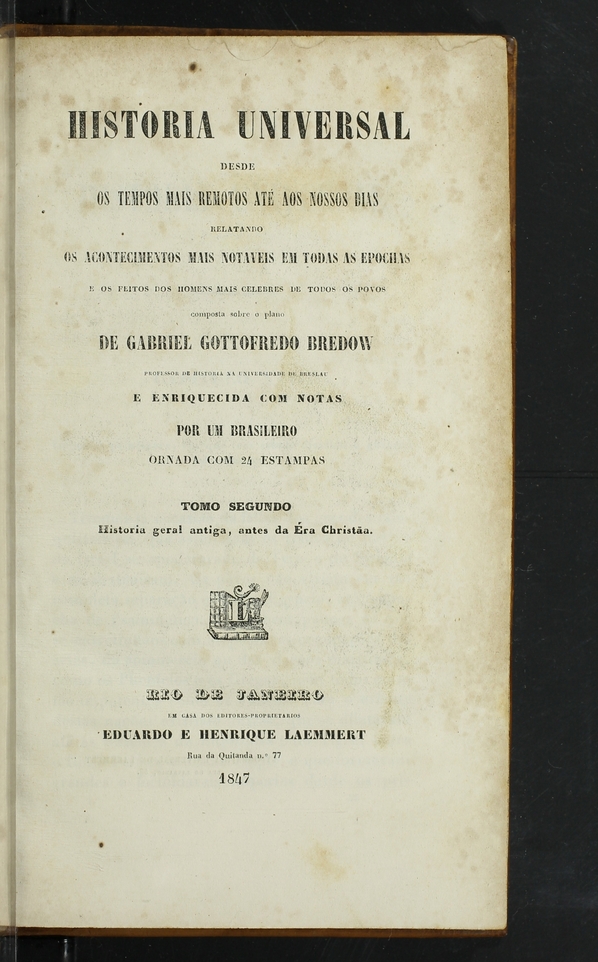 HISTORIA UNIVERSAL
DESDE
OS TEMPOS MAIS REMOTOS ATÉ AOS NOSSOS DIAS
RELATANDO
OS ACONTECIMENTOS MAIS NOTAVEIS EM TODAS AS EPOCHAS
E OS FEITOS DOS HOMENS MAIS CELEBRES DE TODOS OS POVOS
composta sobre o plano
DE GABRIEL GOTTOFREDO BREDOW
PROFESSOR DE HISTORIA NA UNIVERSIDADE DE BRESLAU
E ENRIQUECIDA COM NOTAS
POR UM BRASILEIRO
ORNADA COM 24 ESTAMPAS
TOMO SEGUNDO
Historia geral antiga, antes da Éra Christãa.
RIO DE JANEIRO
EM CASA DOS EDITORES-PROPRIETARIOS
EDUARDO E HENRIQUE LAEMMERT
Rua da Quitanda n.º 77
1847